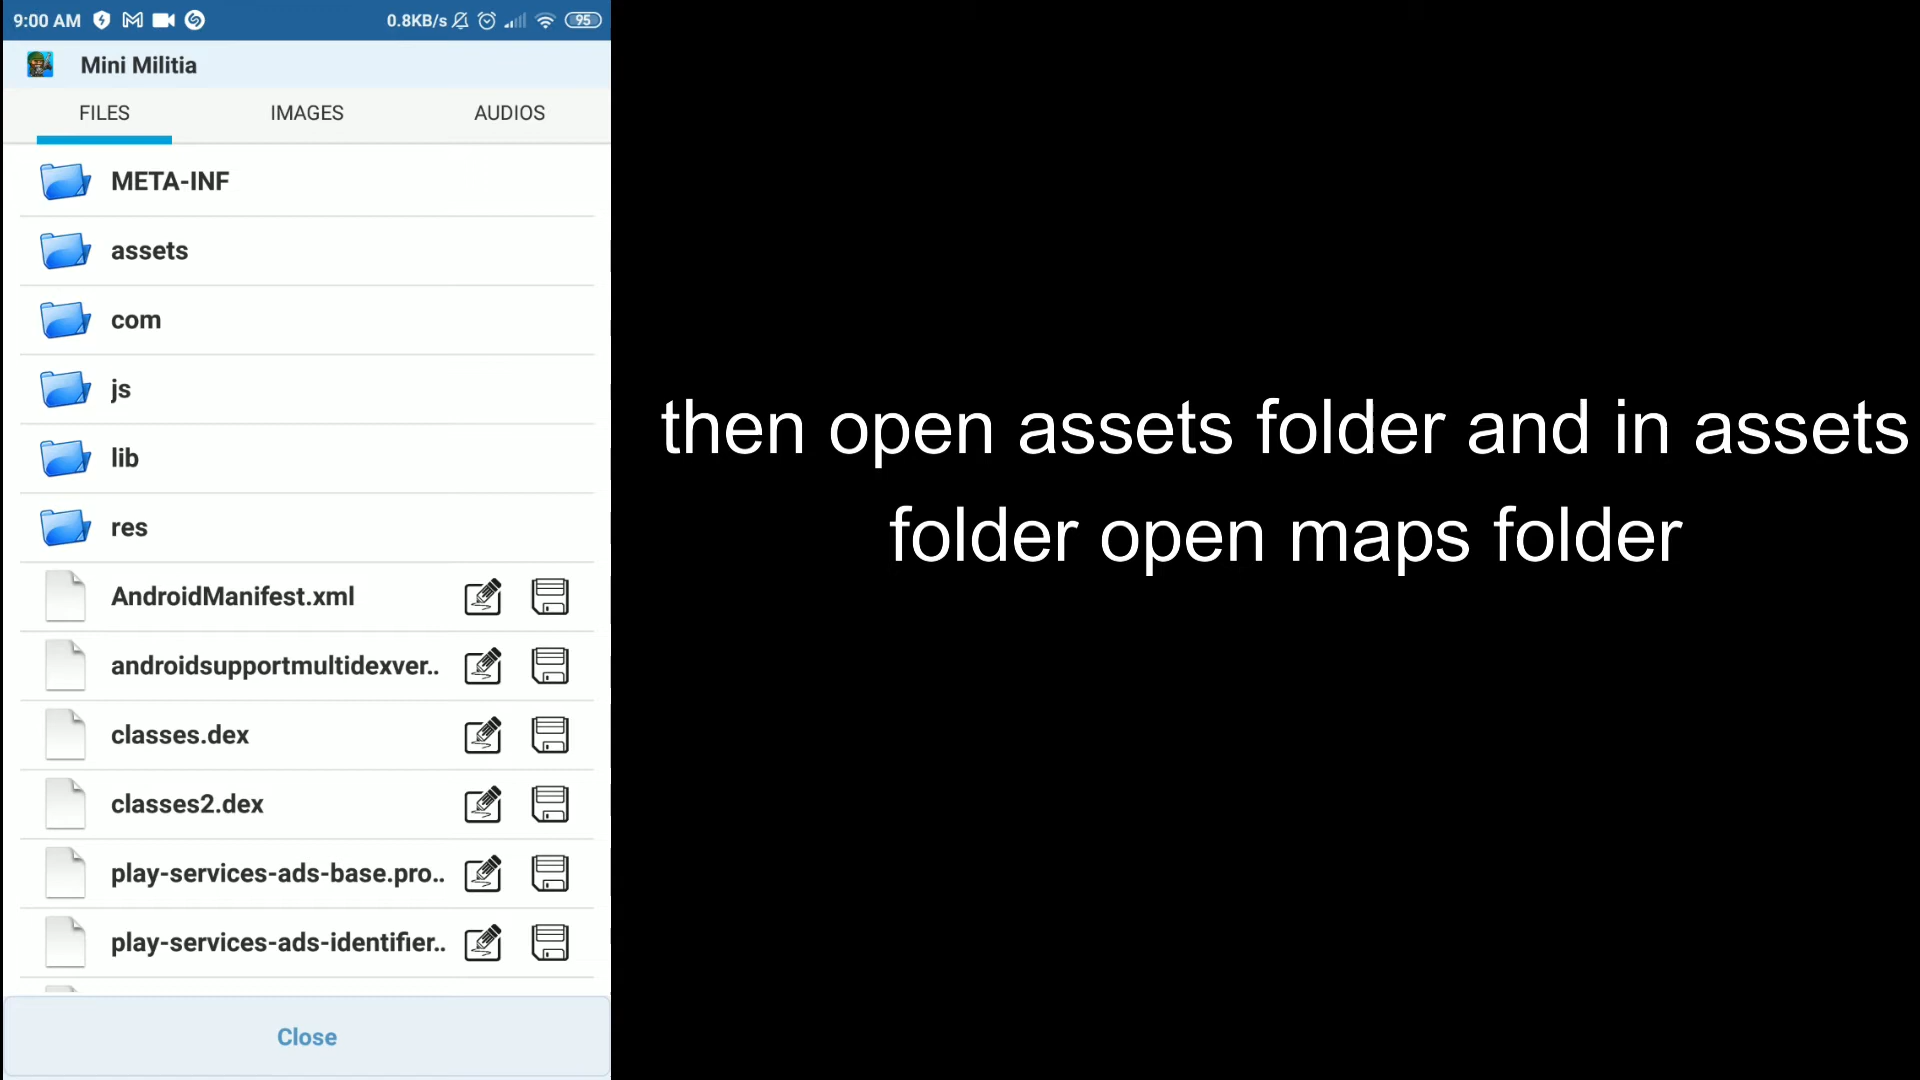 9:00 AM 0.8KB/s 95
Mini Militia
FILES IMAGES AUDIOS
META-INF
assets
com
js
lib
res
AndroidManifest.xml
androidsupportmultidexver..
classes.dex
classes2.dex
play-services-ads-base.pro..
play-services-ads-identifier..
Close
then open assets folder and in assets
folder open maps folder